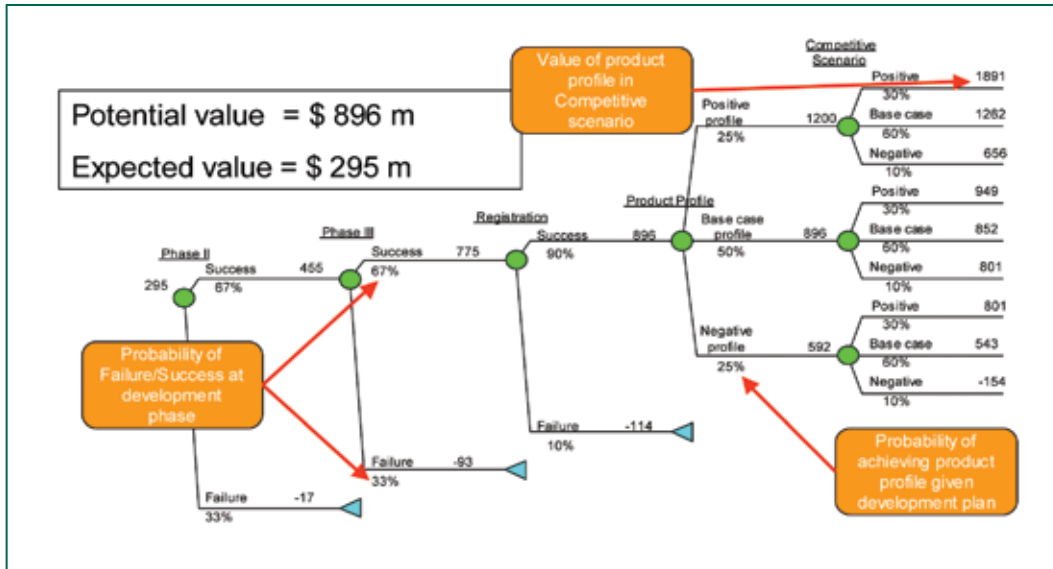 Potential value = $ 896 m
Expected value = $ 295 m
Value of product
profile in
Competitive
scenario
Competitive
Scenario
Positive
1891
30%
Base case
1262
60%
Negative
656
10%
Positive
profile
1200
25%
Product Profile
Base case
profile
896
50%
Positive
949
30%
Base case
852
60%
Negative
801
10%
Negative
profile
592
25%
Positive
801
30%
Base case
543
60%
Negative
-154
10%
Registration
Success
896
90%
Failure
-114
10%
Phase III
Success
775
67%
Failure
-93
33%
Phase II
295
Success
455
67%
Failure
-17
33%
Probability of
Failure/Success at
development
phase
Probability of
achieving product
profile given
development plan